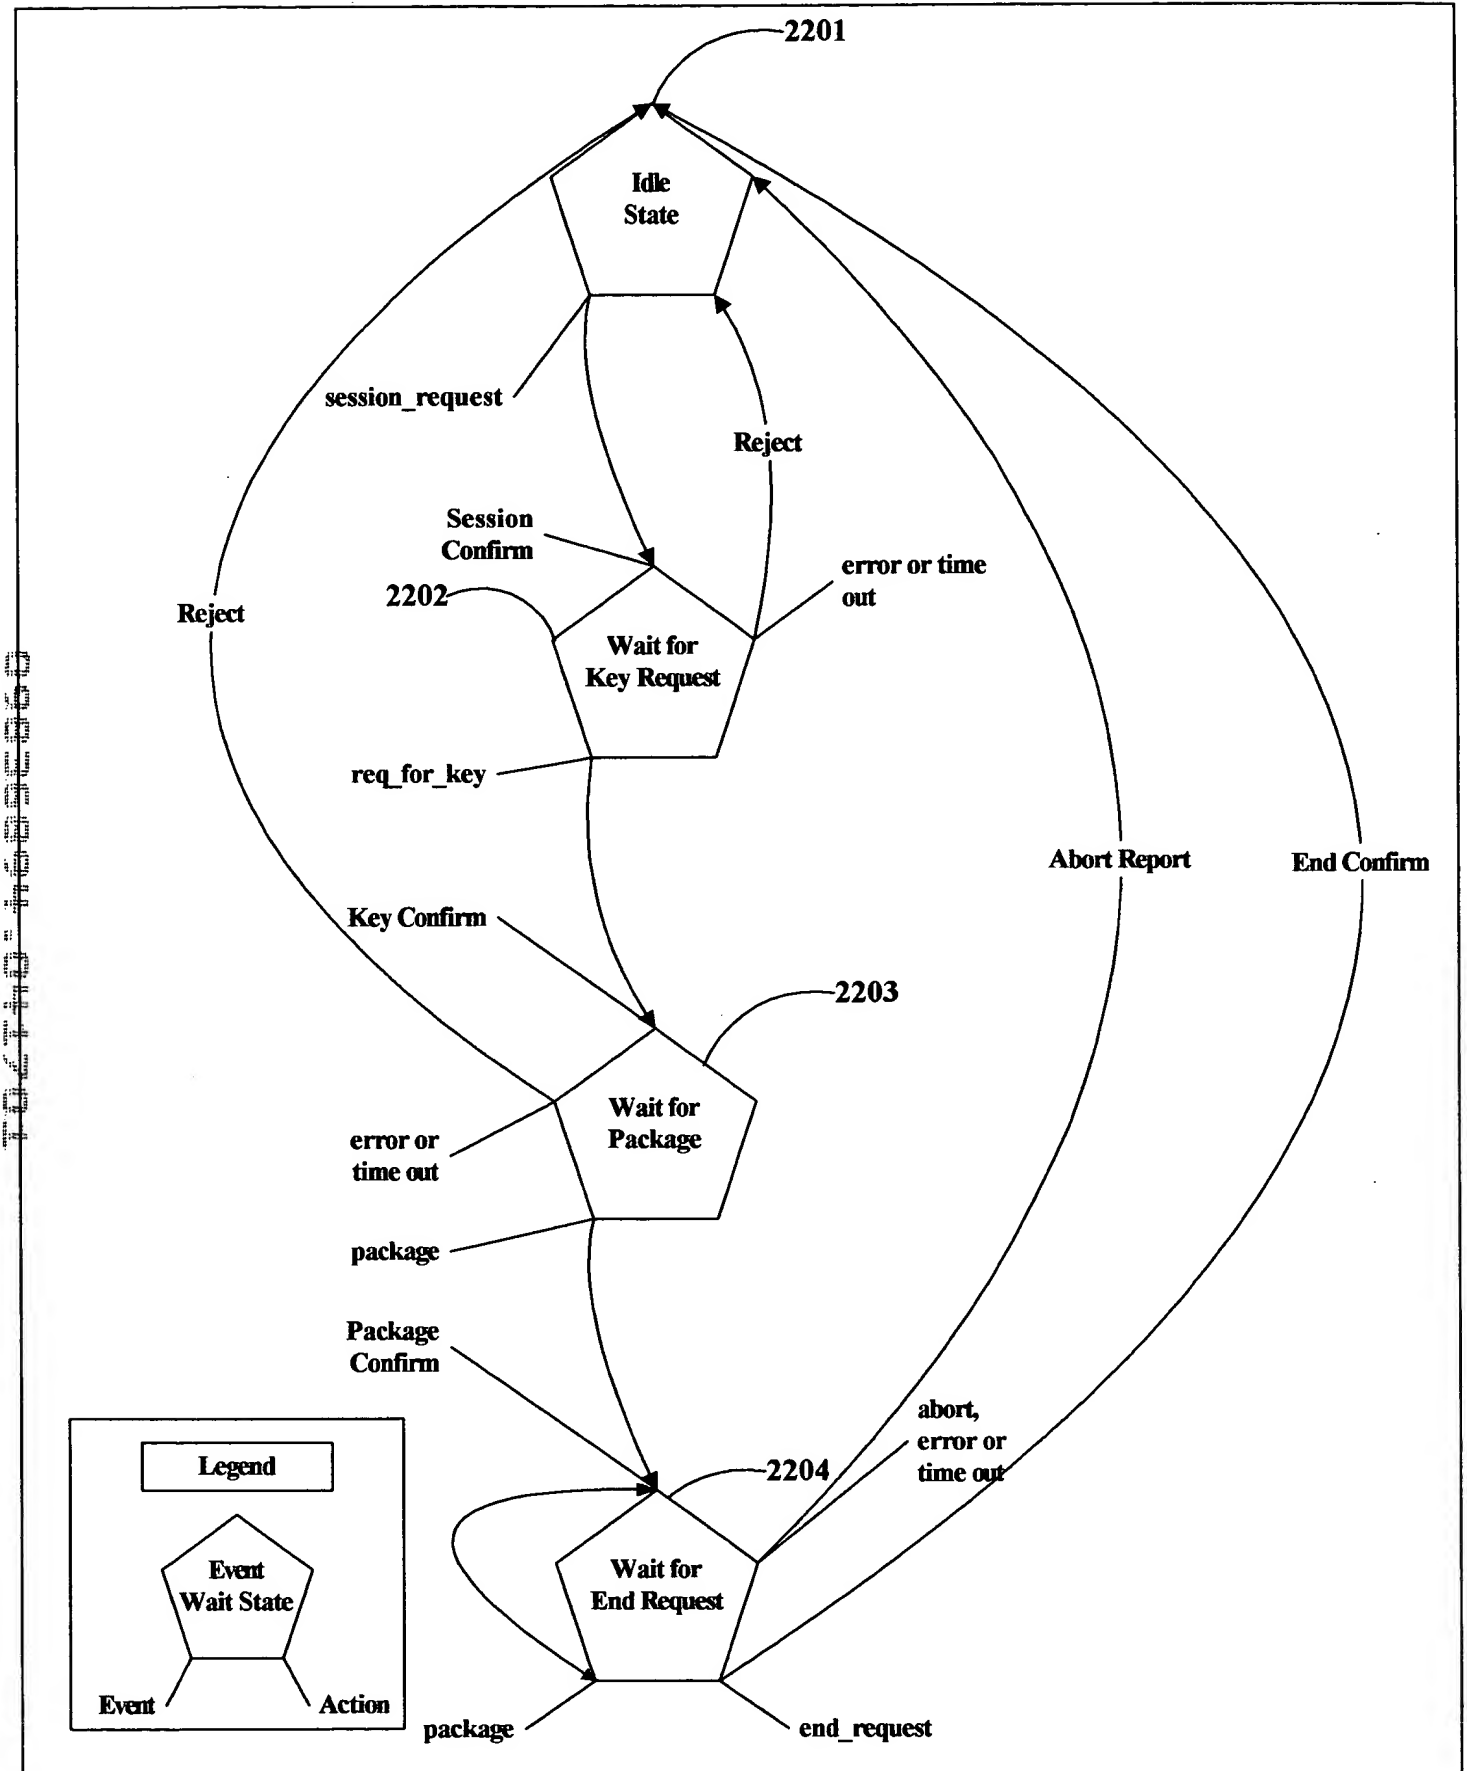 2201
Idle
State
session_request
Reject
Session
Confirm
error or time
out
2202
Reject
Wait for
Key Request
req_for_key
Abort Report
End Confirm
Key Confirm
2203
Wait for
Package
error or
time out
package
Package
Confirm
abort,
error or
time out
2204
Legend
Wait for
End Request
Event
Wait State
Event
Action
package
end_request